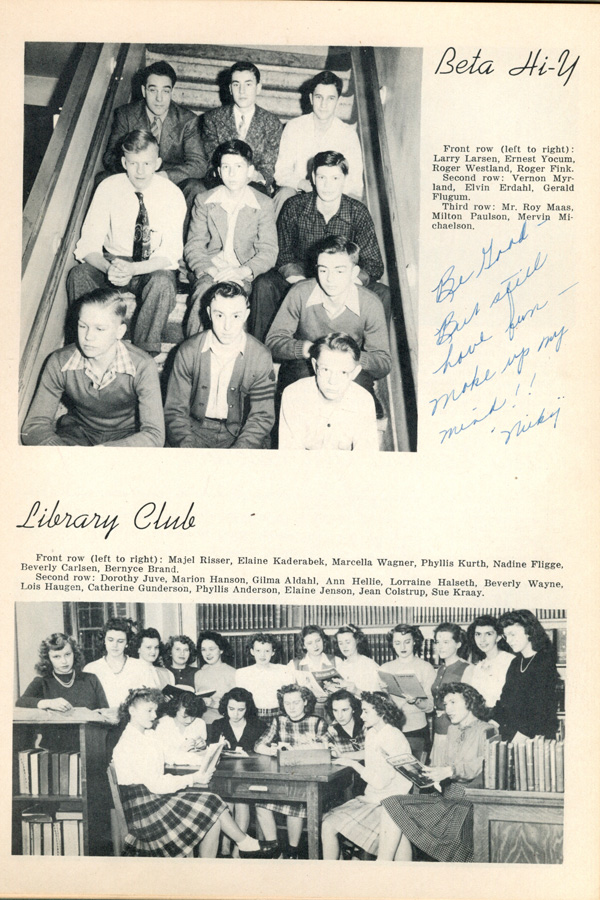 Beta Hi-Y
Front row (left to right):
Larry Larsen, Ernest Yocum,
Roger Westland, Roger Fink.
Second row: Vernon Myr-
land, Elvin Erdahl, Gerald
Flugum.
Third row: Mr. Roy Maas,
Milton Paulson, Mervin Mi-
chaelson.
Be Good –
But still
have fun –
make up my
mind!!
"Nicky"
Library Club
Front row (left to right): Majel Risser, Elaine Kaderabek, Marcella Wagner, Phyllis Kurth, Nadine Fligge,
Beverly Carlsen, Bernyce Brand.
Second row: Dorothy Juve, Marion Hanson, Gilma Aldahl, Ann Hellie, Lorraine Halseth, Beverly Wayne,
Lois Haugen, Catherine Gunderson, Phyllis Anderson, Elaine Jenson, Jean Colstrup, Sue Kraay.